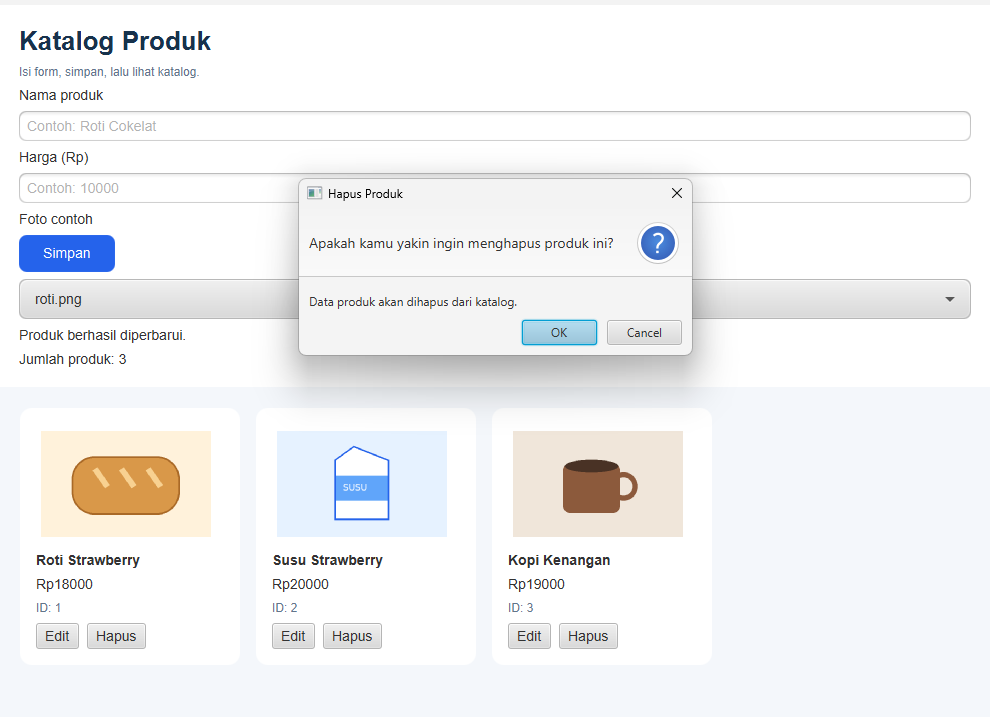 Katalog Produk
Isi form, simpan, lalu lihat katalog.
Nama produk
Contoh: Roti Cokelat
Harga (Rp)
Contoh: 10000
Foto contoh
Simpan
roti.png
Produk berhasil diperbarui.
Jumlah produk: 3
Hapus Produk
Apakah kamu yakin ingin menghapus produk ini?
?
Data produk akan dihapus dari katalog.
OK Cancel
Roti Strawberry
Rp18000
ID: 1
Edit Hapus
SUSU
Susu Strawberry
Rp20000
ID: 2
Edit Hapus
Kopi Kenangan
Rp19000
ID: 3
Edit Hapus